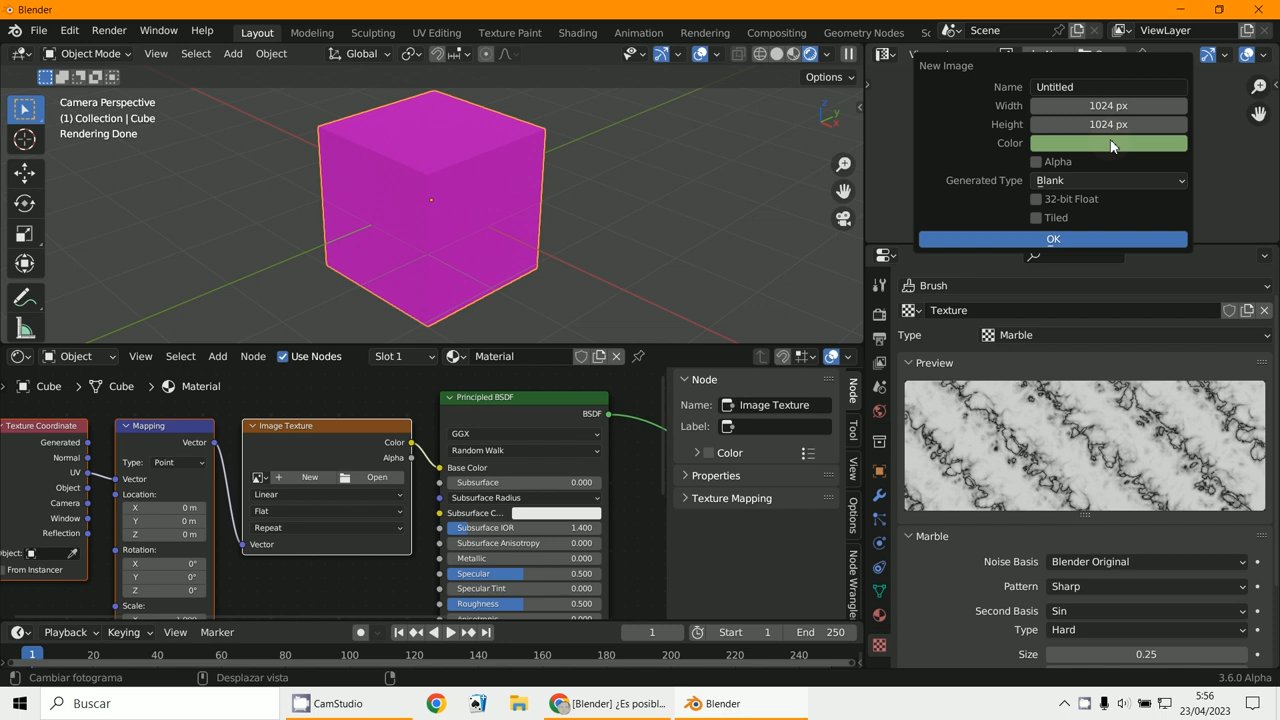 Blender
File Edit Render Window Help
Layout Modeling Sculpting UV Editing Texture Paint Shading Animation Rendering Compositing Geometry Nodes Sc
Scene
ViewLayer
Object Mode View Select Add Object
Global
Options
Camera Perspective
(1) Collection | Cube
Rendering Done
New Image
Name Untitled
Width 1024 px
Height 1024 px
Color
Alpha
Generated Type Blank
32-bit Float
Tiled
OK
Brush
Texture
Type Marble
Preview
Marble
Noise Basis Blender Original
Pattern Sharp
Second Basis Sin
Type Hard
Size 0.25
Object View Select Add Node Use Nodes Slot 1 Material
Cube Cube Material
Texture Coordinate
Generated
Normal
UV
Object
Camera
Window
Reflection
bject:
From Instancer
Mapping
Vector
Type: Point
Vector
Location:
X 0 m
Y 0 m
Z 0 m
Rotation:
X 0°
Y 0°
Z 0°
Scale:
Image Texture
Color
Alpha
New Open
Linear
Flat
Repeat
Vector
Principled BSDF
BSDF
GGX
Random Walk
Base Color
Subsurface 0.000
Subsurface Radius
Subsurface C...
Subsurface IOR 1.400
Subsurface Anisotropy 0.000
Metallic 0.000
Specular 0.500
Specular Tint 0.000
Roughness 0.500
Node
Name: Image Texture
Label:
Color
Properties
Texture Mapping
Node
Tool
View
Options
Node Wrangle
Playback Keying View Marker
1 Start 1 End 250
1 20 40 60 80 100 120 140 160 180 200 220 240
Cambiar fotograma Desplazar vista
3.6.0 Alpha
Buscar
CamStudio
[Blender] ¿Es posibl...
Blender
5:56
23/04/2023